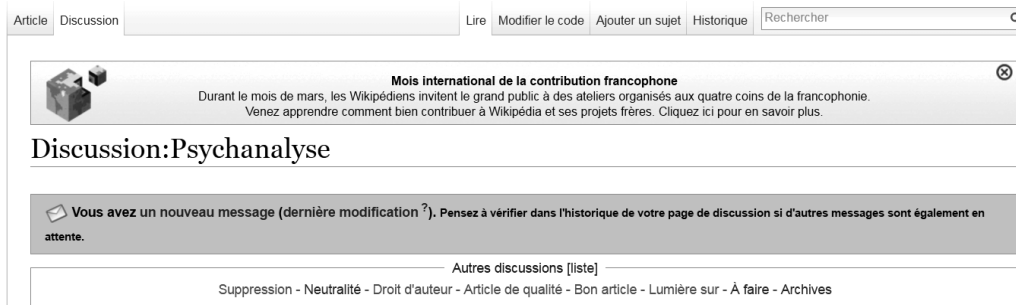 Article Discussion Lire Modifier le code Ajouter un sujet Historique Rechercher
Mois international de la contribution francophone
Durant le mois de mars, les Wikipédiens invitent le grand public à des ateliers organisés aux quatre coins de la francophonie.
Venez apprendre comment bien contribuer à Wikipédia et ses projets frères. Cliquez ici pour en savoir plus.
Discussion:Psychanalyse
Vous avez un nouveau message (dernière modification ?). Pensez à vérifier dans l'historique de votre page de discussion si d'autres messages sont également en
attente.
Autres discussions [liste]
Suppression - Neutralité - Droit d'auteur - Article de qualité - Bon article - Lumière sur - À faire - Archives